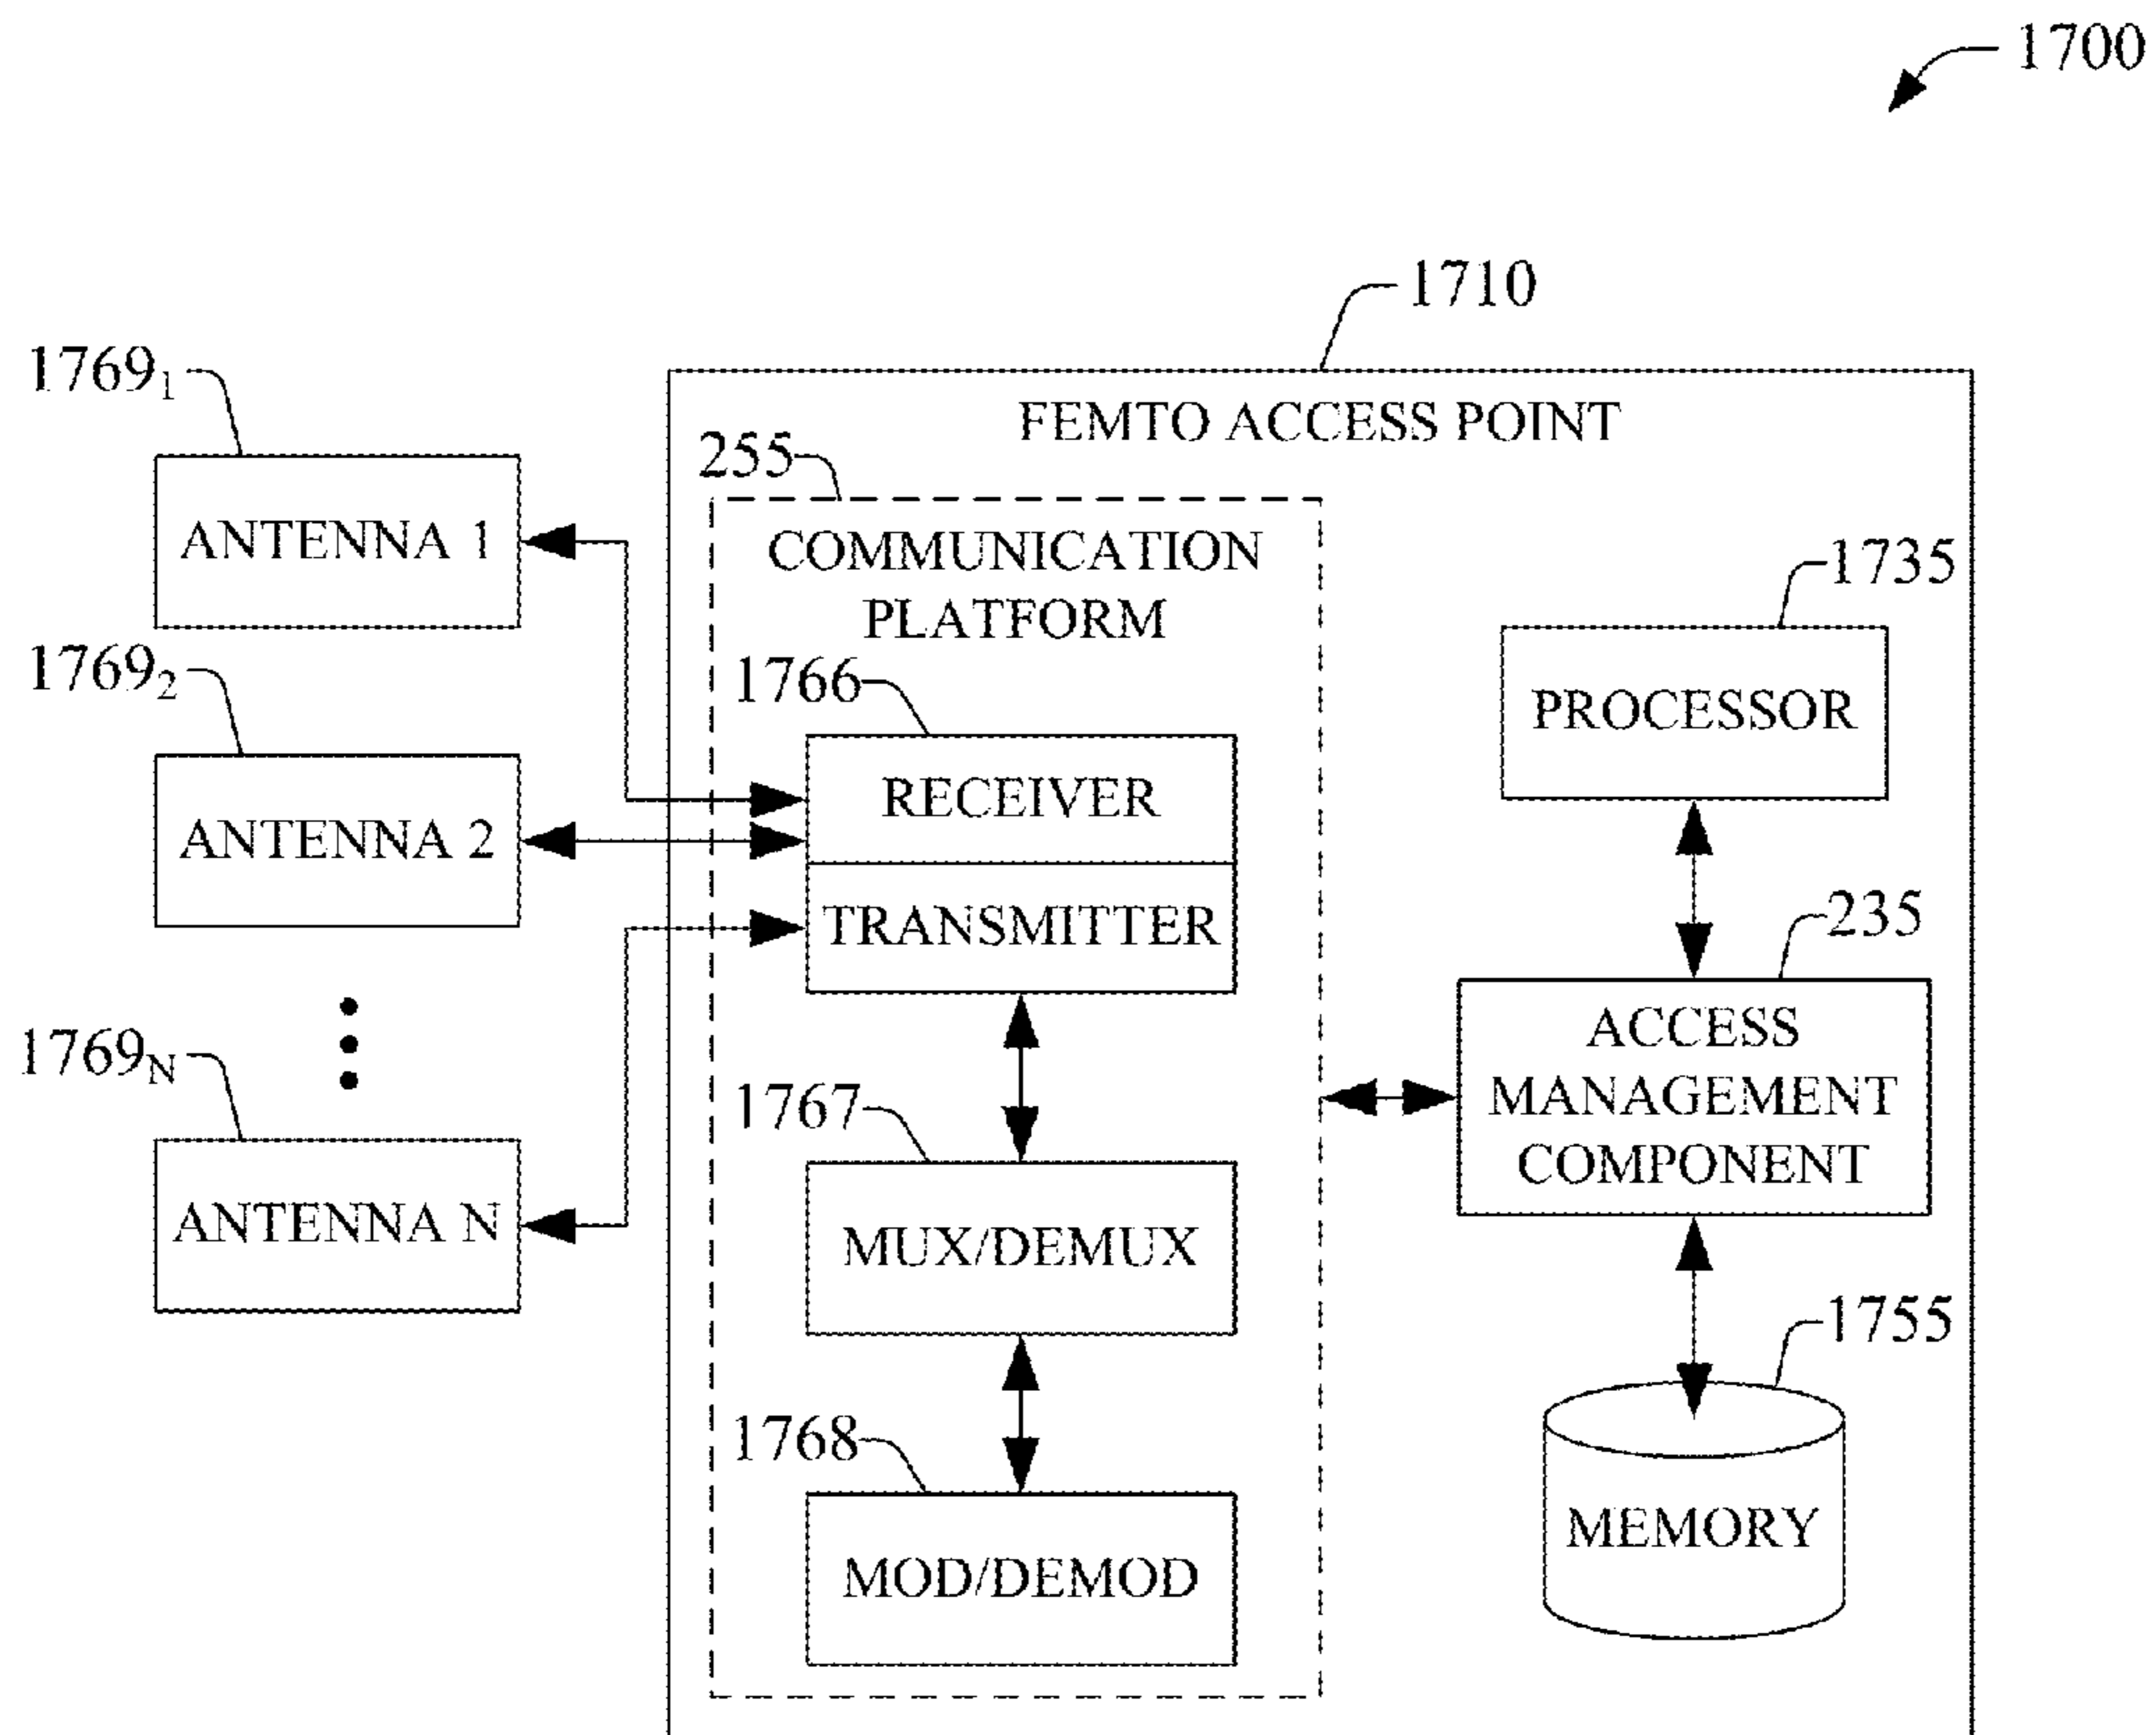 1700
1710
1769₁
FEMTO ACCESS POINT
255
ANTENNA 1
COMMUNICATION
PLATFORM
1735
1769₂
1766
PROCESSOR
RECEIVER
ANTENNA 2
235
TRANSMITTER
ACCESS
MANAGEMENT
COMPONENT
1769N
1767
ANTENNA N
MUX/DEMUX
1755
1768
MEMORY
MOD/DEMOD